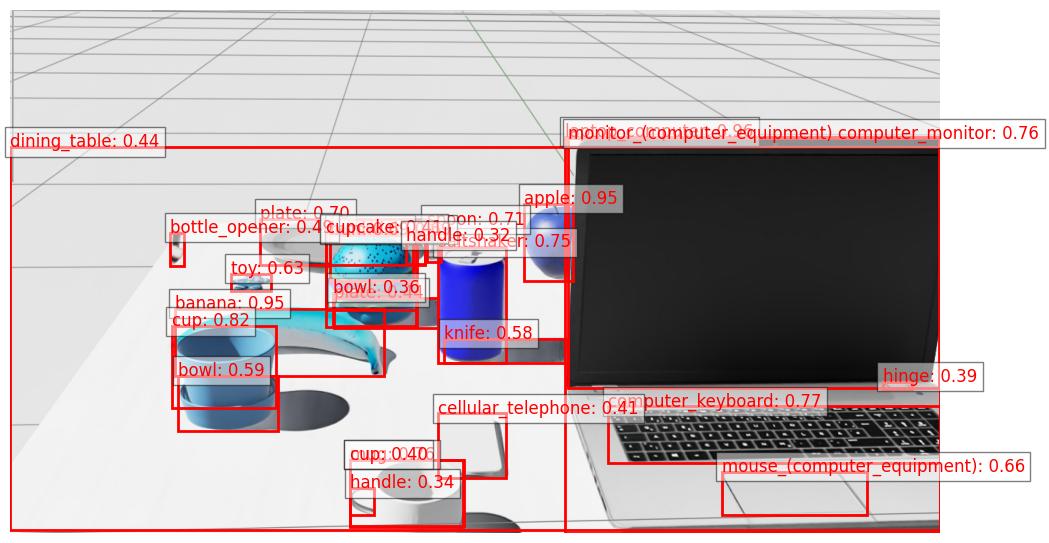 monitor_(computer_equipment) computer_monitor: 0.76
dining_table: 0.44
apple: 0.95
plate: 0.70
bottle_opener: 0.4
cupcake:
handle: 0.32
toy: 0.63
bowl: 0.36
banana: 0.95
cup: 0.82
knife: 0.58
bowl: 0.59
hinge: 0.39
computer_keyboard: 0.77
cellular_telephone: 0.41
cup: 0.40
mouse_(computer_equipment): 0.66
handle: 0.34